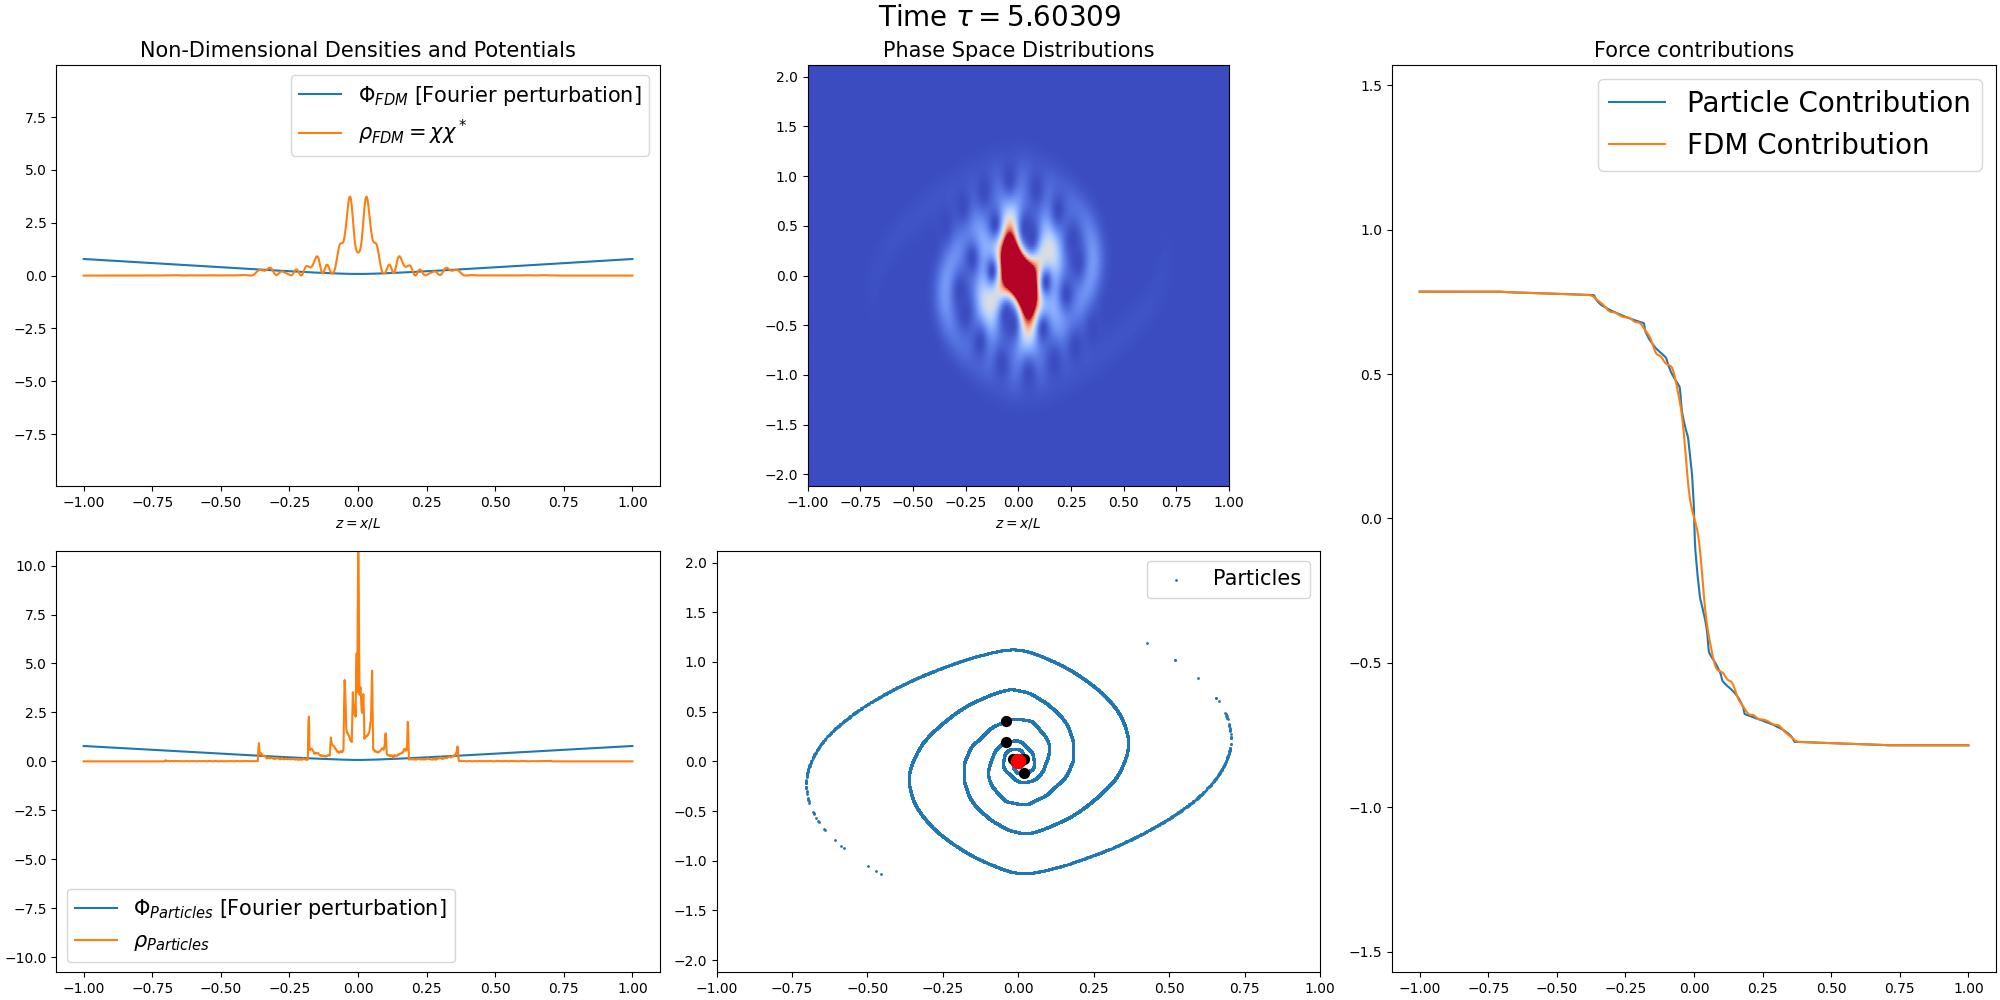 Time τ = 5.60309
Non-Dimensional Densities and Potentials
Φ_FDM [Fourier perturbation]
ρ_FDM = χχ*
7.5
5.0
2.5
0.0
−2.5
−5.0
−7.5
−1.00 −0.75 −0.50 −0.25 0.00 0.25 0.50 0.75 1.00
z = x/L
Phase Space Distributions
2.0
1.5
1.0
0.5
0.0
−0.5
−1.0
−1.5
−2.0
−1.00 −0.75 −0.50 −0.25 0.00 0.25 0.50 0.75 1.00
z = x/L
Force contributions
Particle Contribution
FDM Contribution
1.5
1.0
0.5
0.0
−0.5
−1.0
−1.5
−1.00 −0.75 −0.50 −0.25 0.00 0.25 0.50 0.75 1.00
10.0
7.5
5.0
2.5
0.0
−2.5
−5.0
−7.5
−10.0
Φ_Particles [Fourier perturbation]
ρ_Particles
−1.00 −0.75 −0.50 −0.25 0.00 0.25 0.50 0.75 1.00
Particles
2.0
1.5
1.0
0.5
0.0
−0.5
−1.0
−1.5
−2.0
−1.00 −0.75 −0.50 −0.25 0.00 0.25 0.50 0.75 1.00